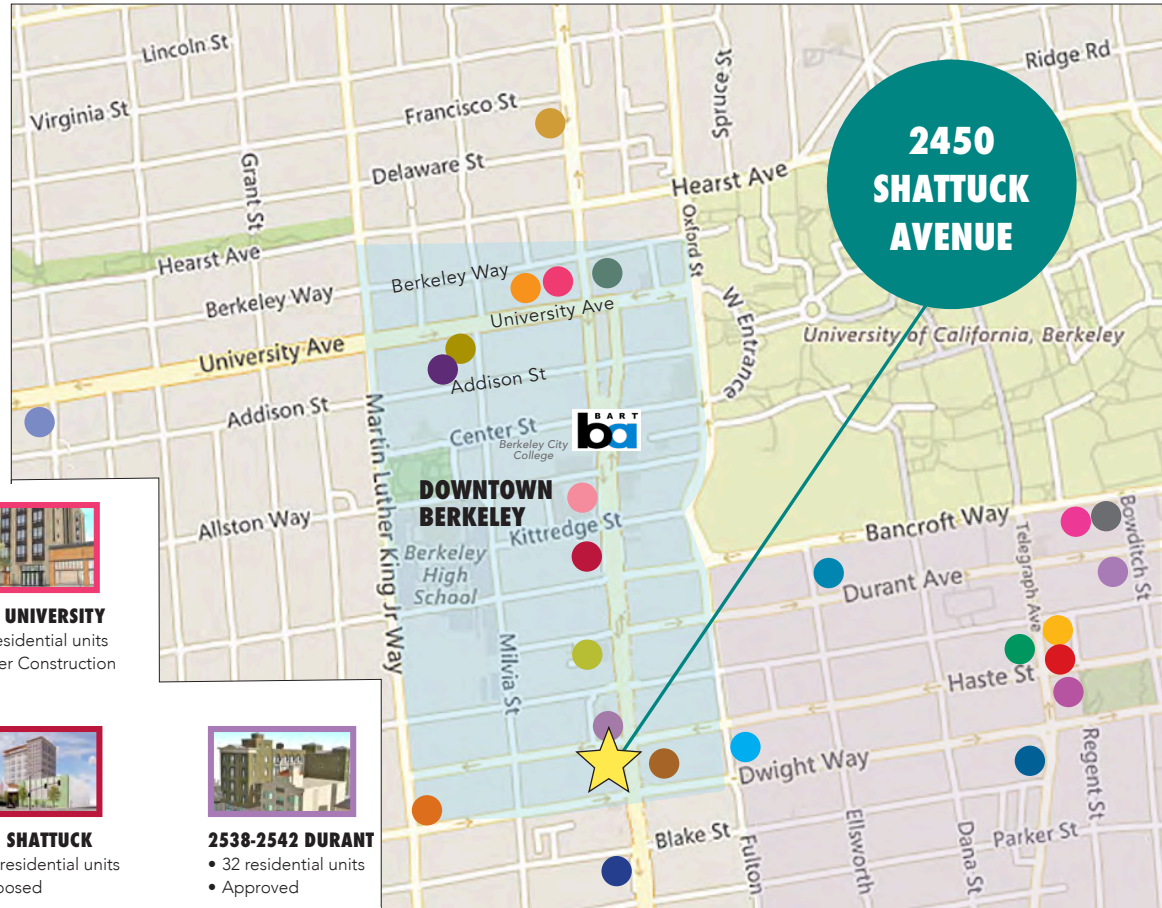 Lincoln St
Ridge Rd
Virginia St
Francisco St
Spruce St
2450
SHATTUCK
AVENUE
Grant St
Delaware St
Hearst Ave
Oxford St
Hearst Ave
Berkeley Way
Berkeley Way
University Ave
W Entrance
University of California, Berkeley
University Ave
Addison St
Addison St
Martin Luther King Jr Way
Center St
Berkeley City
College
BART
ba
DOWNTOWN
BERKELEY
Allston Way
Kittredge St
Bancroft Way
Telegraph Ave
Bowditch St
Berkeley
High
School
Durant Ave
Milvia St
Haste St
Dwight Way
Regent St
Blake St
Fulton
Ellsworth
Dana St
Parker St
UNIVERSITY
esidential units
er Construction
SHATTUCK
residential units
posed
2538-2542 DURANT
• 32 residential units
• Approved